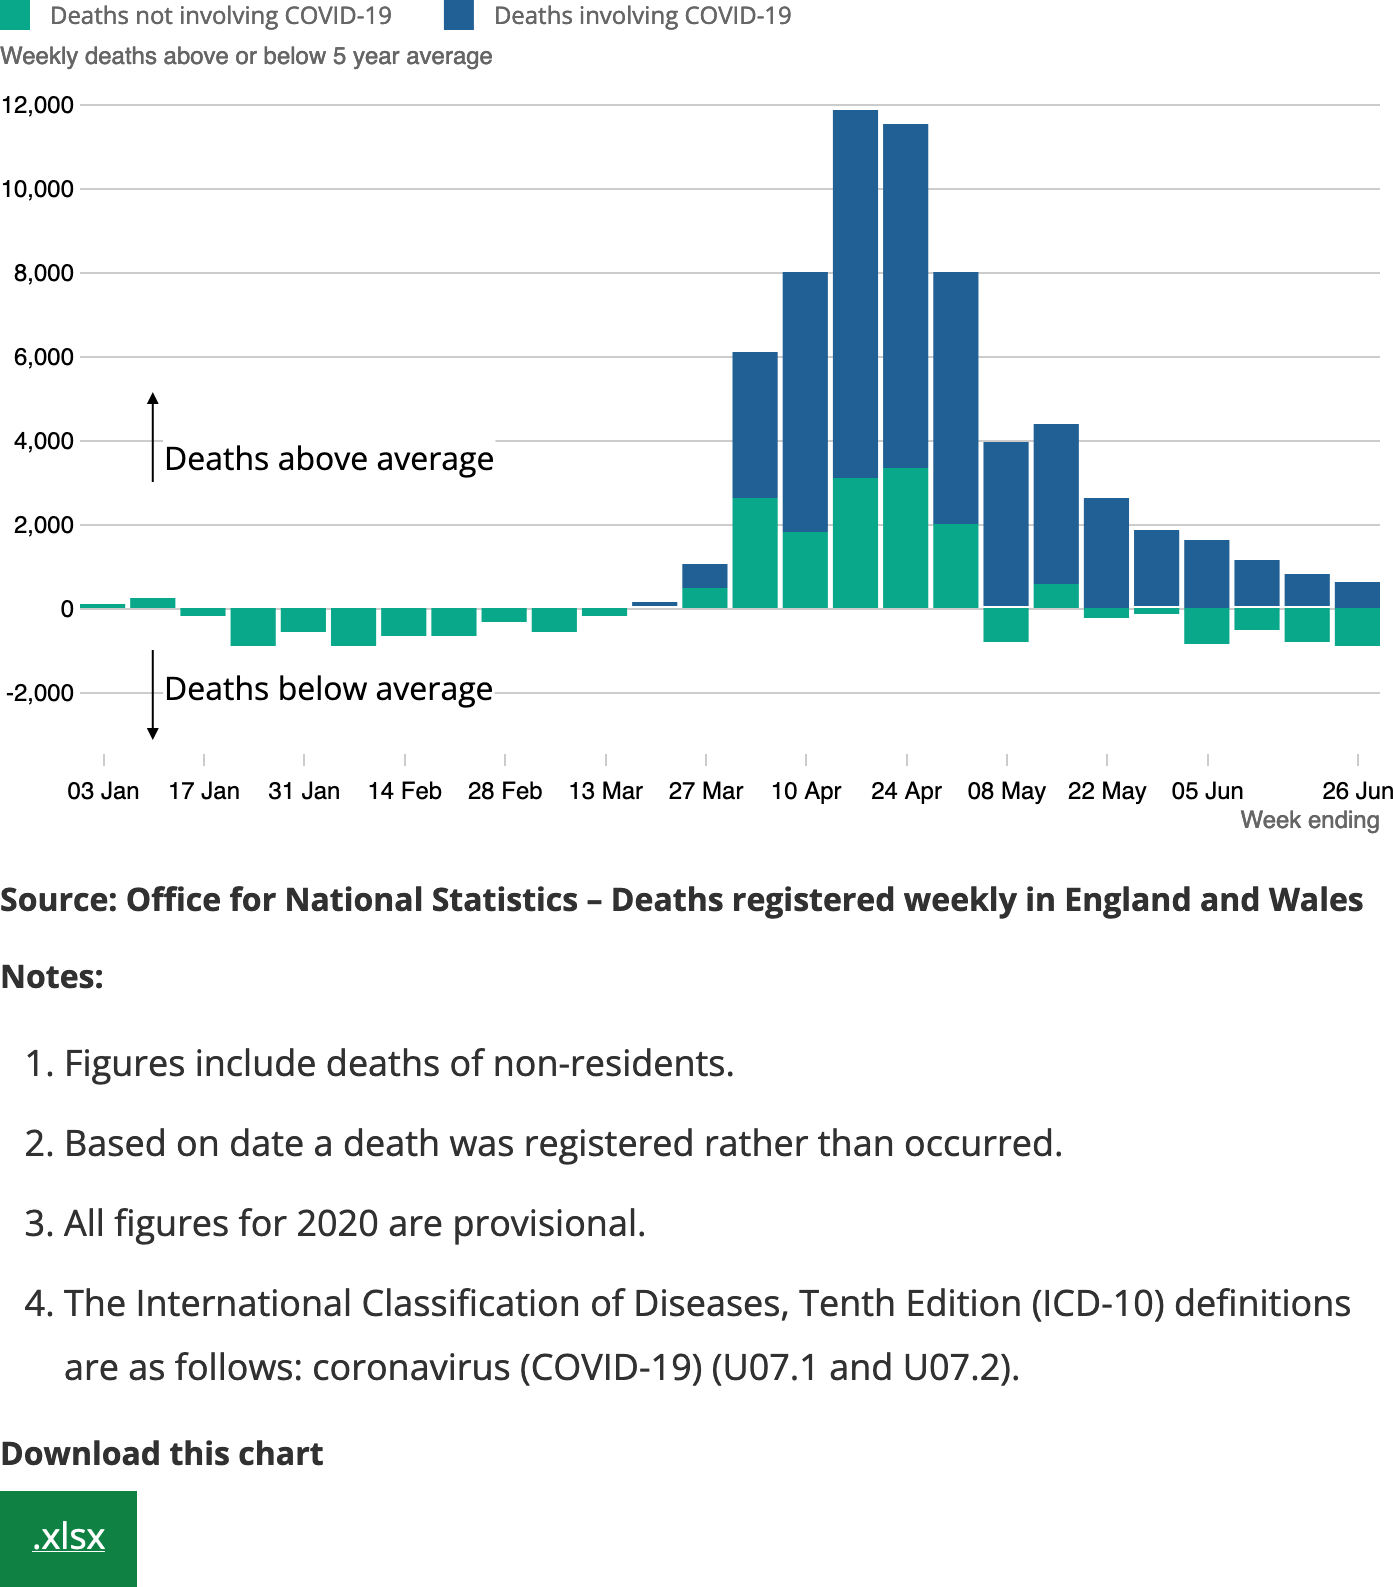 Deaths not involving COVID-19 Deaths involving COVID-19
Weekly deaths above or below 5 year average
12,000
10,000
8,000
6,000
4,000
Deaths above average
2,000
0
Deaths below average
-2,000
03 Jan 17 Jan 31 Jan 14 Feb 28 Feb 13 Mar 27 Mar 10 Apr 24 Apr 08 May 22 May 05 Jun 26 Jun
Week ending
Source: Office for National Statistics – Deaths registered weekly in England and Wales
Notes:
1. Figures include deaths of non-residents.
2. Based on date a death was registered rather than occurred.
3. All figures for 2020 are provisional.
4. The International Classification of Diseases, Tenth Edition (ICD-10) definitions
are as follows: coronavirus (COVID-19) (U07.1 and U07.2).
Download this chart
.xlsx